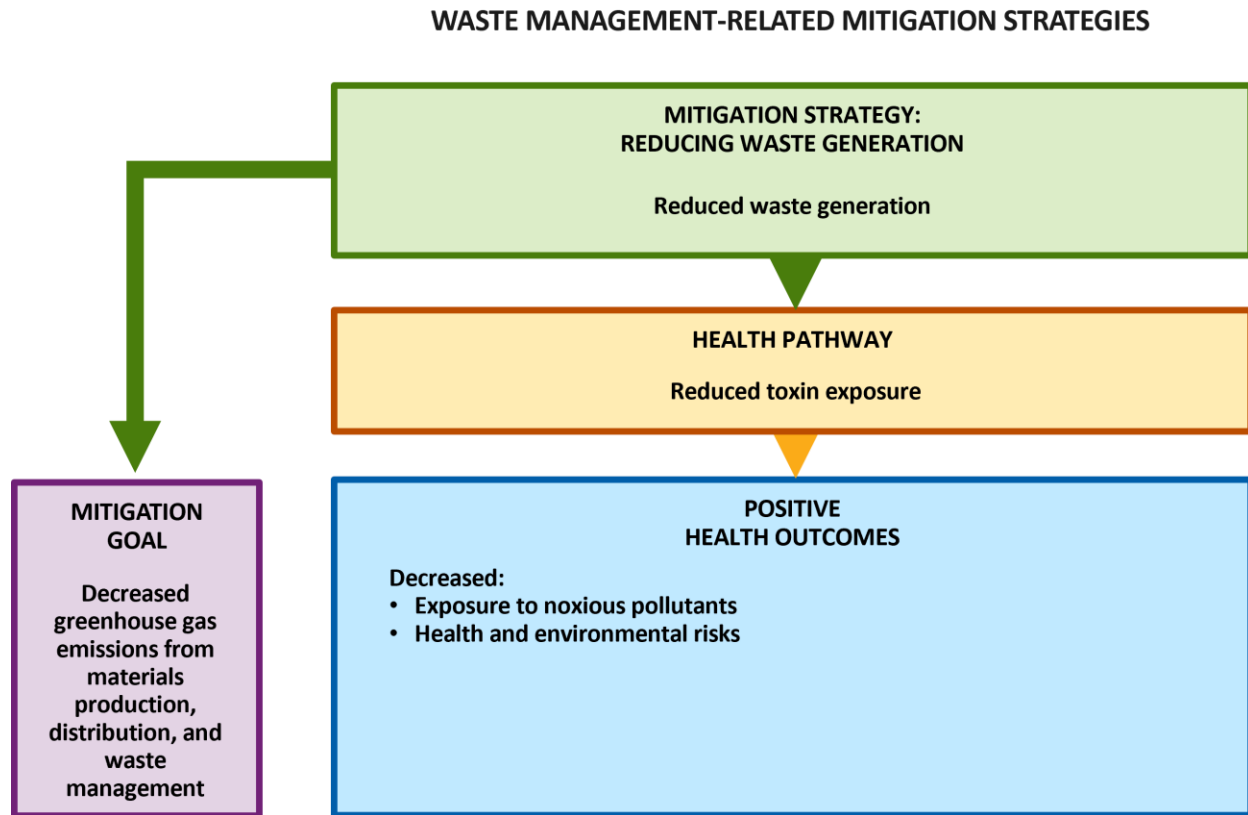 WASTE MANAGEMENT-RELATED MITIGATION STRATEGIES
MITIGATION STRATEGY:
REDUCING WASTE GENERATION
Reduced waste generation
HEALTH PATHWAY
Reduced toxin exposure
MITIGATION
GOAL
Decreased
greenhouse gas
emissions from
materials
production,
distribution, and
waste
management
POSITIVE
HEALTH OUTCOMES
Decreased:
• Exposure to noxious pollutants
• Health and environmental risks